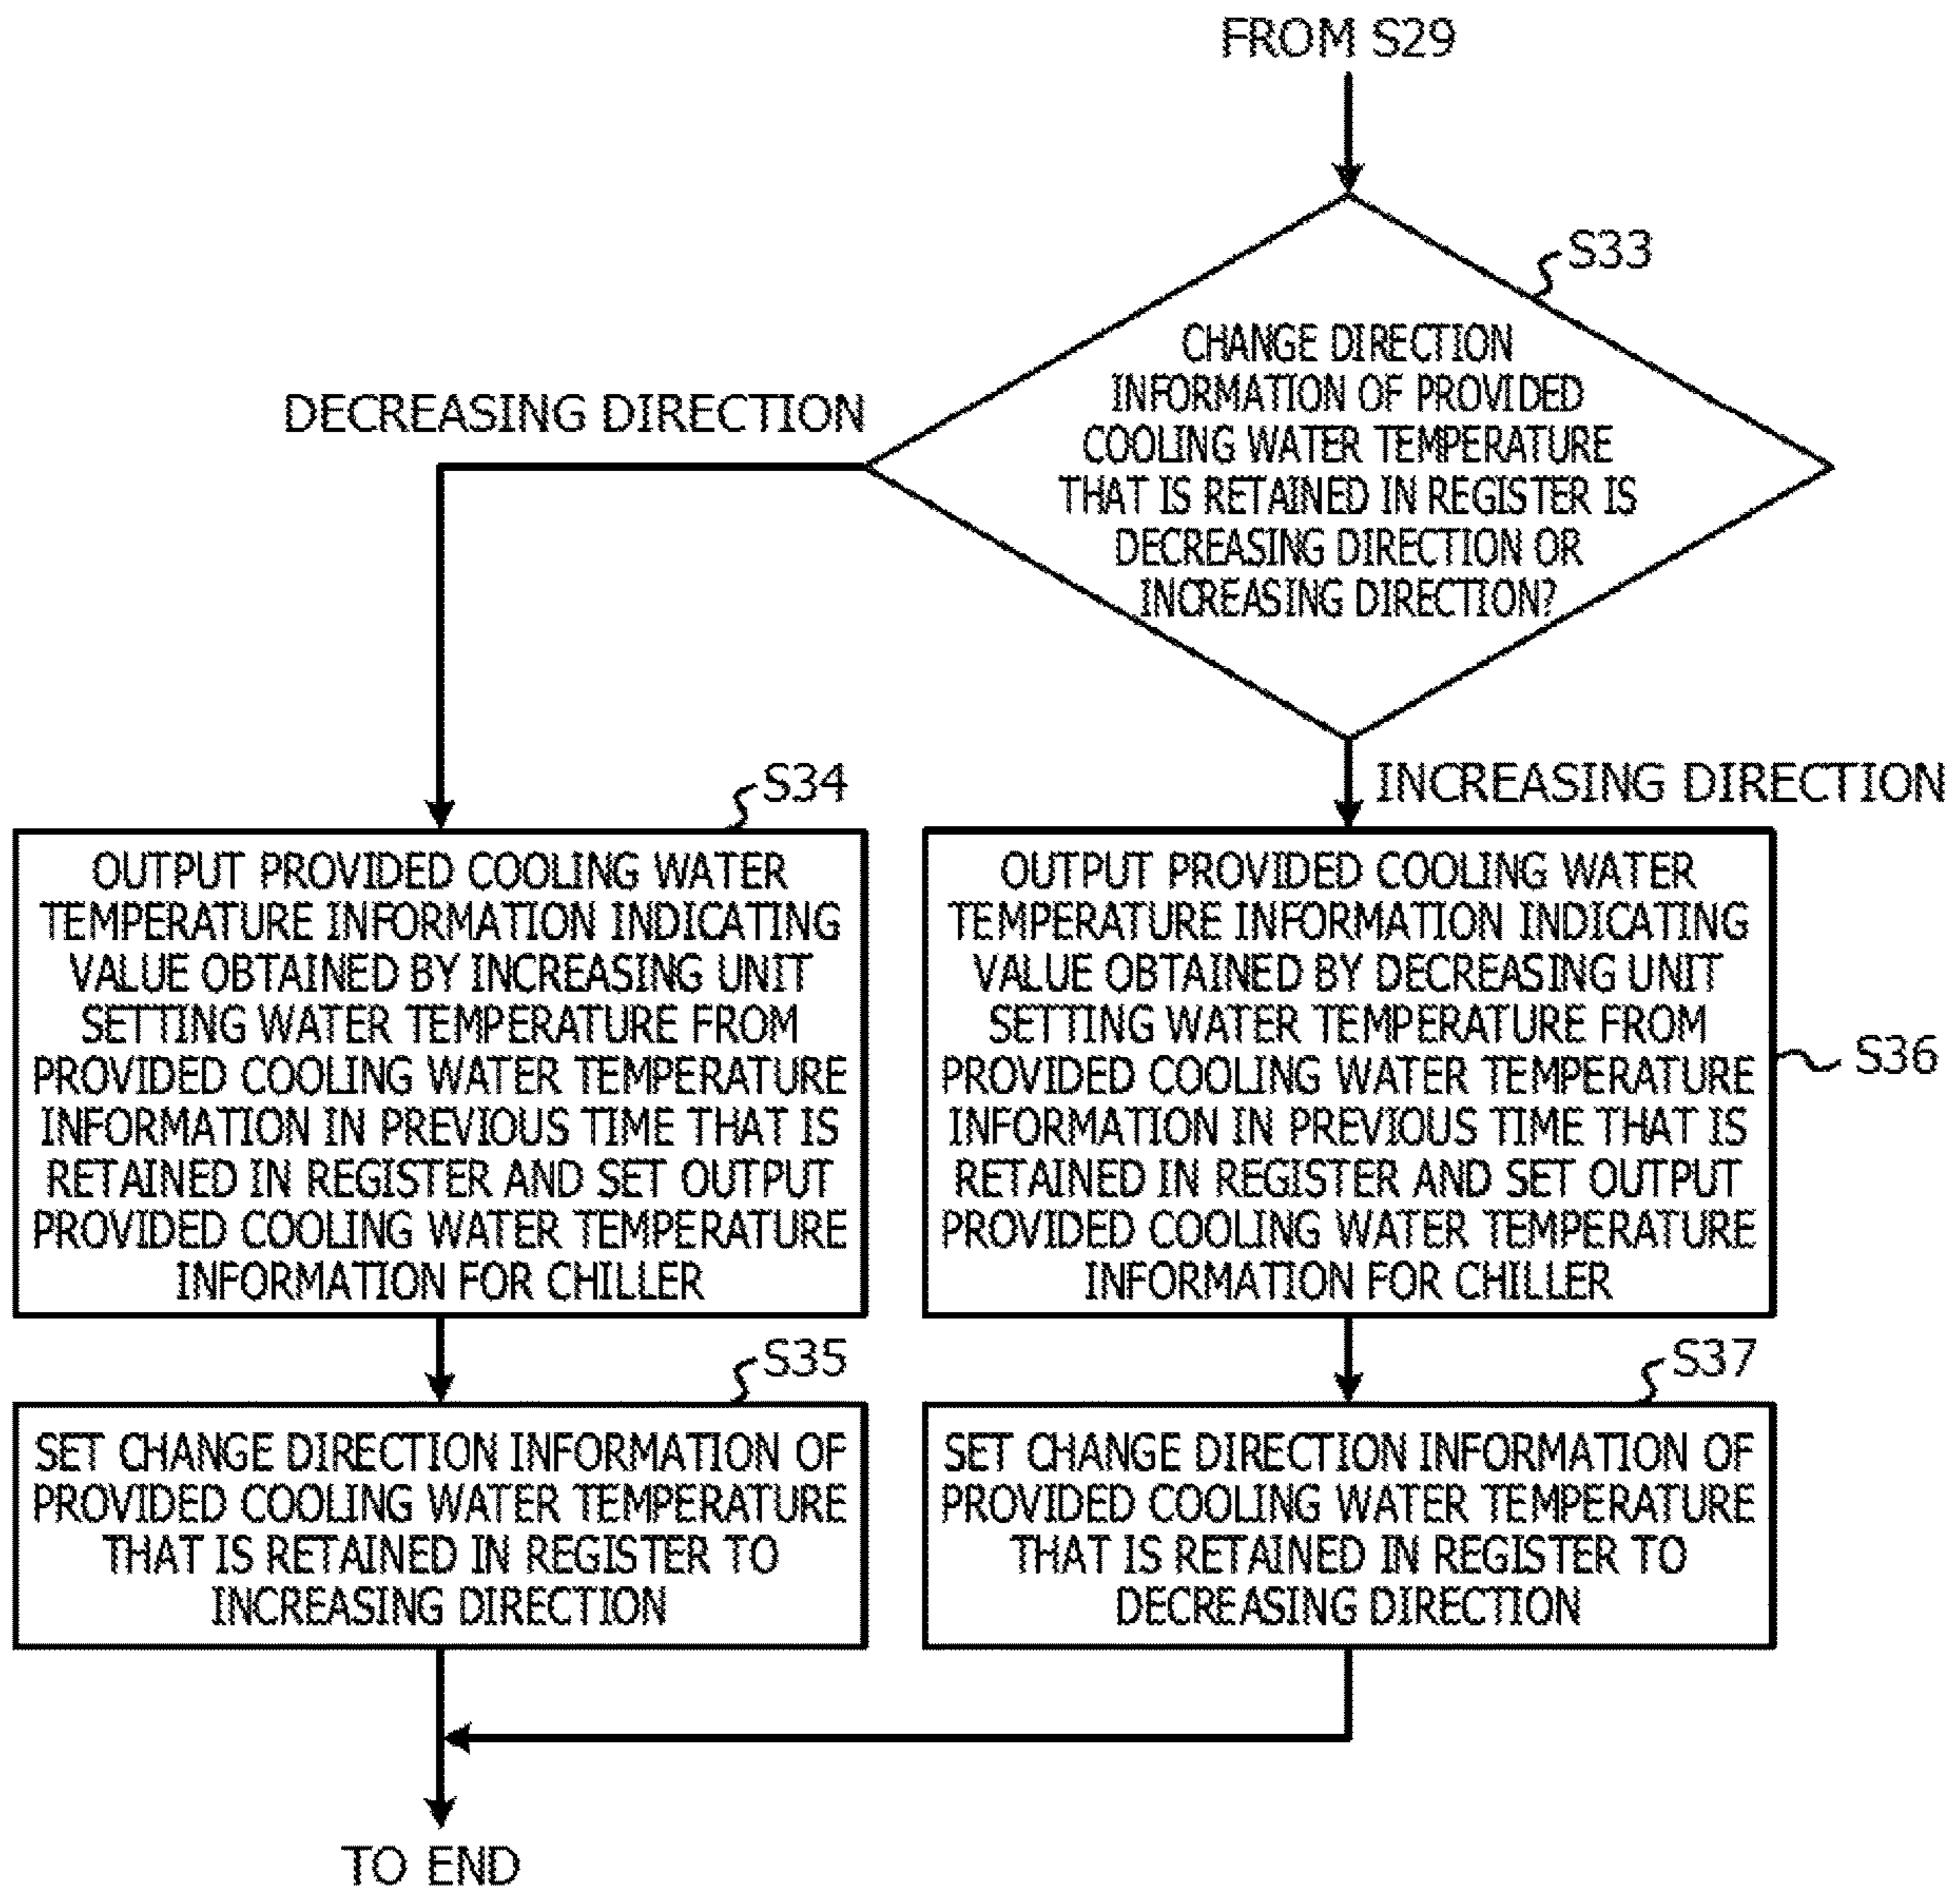 FROM S29
S33
CHANGE DIRECTION
INFORMATION OF PROVIDED
COOLING WATER TEMPERATURE
THAT IS RETAINED IN REGISTER IS
DECREASING DIRECTION OR
INCREASING DIRECTION?
DECREASING DIRECTION
INCREASING DIRECTION
S34
OUTPUT PROVIDED COOLING WATER
TEMPERATURE INFORMATION INDICATING
VALUE OBTAINED BY INCREASING UNIT
SETTING WATER TEMPERATURE FROM
PROVIDED COOLING WATER TEMPERATURE
INFORMATION IN PREVIOUS TIME THAT IS
RETAINED IN REGISTER AND SET OUTPUT
PROVIDED COOLING WATER TEMPERATURE
INFORMATION FOR CHILLER
S36
OUTPUT PROVIDED COOLING WATER
TEMPERATURE INFORMATION INDICATING
VALUE OBTAINED BY DECREASING UNIT
SETTING WATER TEMPERATURE FROM
PROVIDED COOLING WATER TEMPERATURE
INFORMATION IN PREVIOUS TIME THAT IS
RETAINED IN REGISTER AND SET OUTPUT
PROVIDED COOLING WATER TEMPERATURE
INFORMATION FOR CHILLER
S35
SET CHANGE DIRECTION INFORMATION OF
PROVIDED COOLING WATER TEMPERATURE
THAT IS RETAINED IN REGISTER TO
INCREASING DIRECTION
S37
SET CHANGE DIRECTION INFORMATION OF
PROVIDED COOLING WATER TEMPERATURE
THAT IS RETAINED IN REGISTER TO
DECREASING DIRECTION
TO END